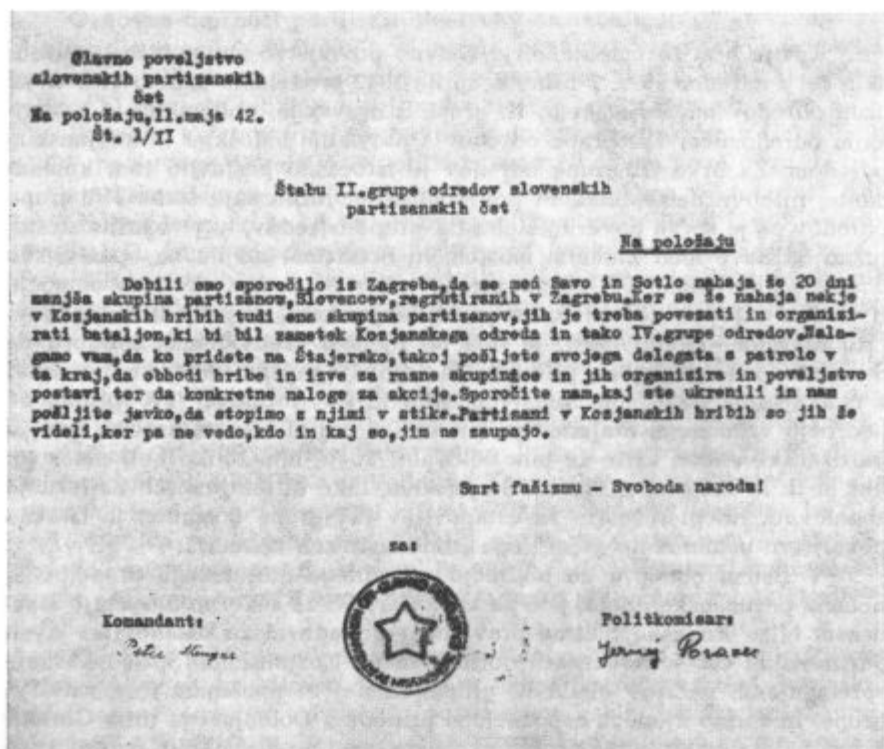 Glavno poveljstvo
slovenskih partizanskih
čet
Na položaju,11.maja 42.
Št. 1/II
Štabu II.grupe odredov slovenskih
partizanskih čet
Na položaju
Dobili smo sporočilo iz Zagreba,da se med Savo in Sotlo nahaja že 20 dni
manjša skupina partizanov,Slovencev,regrutiranih v Zagrebu.Ker se že nahaja nekje
v Kozjanskih hribih tudi ena skupina partizanov,jih je treba povezati in organizi-
rati bataljon,ki bi bil zametek Kozjanskega odreda in tako IV.grupe odredov.Nala-
gamo vam,da ko pridete na Štajersko,takoj pošljete svojega delegata s patrolo v
ta kraj,da obhodi hribe in izve za razne skupinice in jih organizira in poveljstvo
postavi ter da konkretne naloge za akcije.Sporočite nam,kaj ste ukrenili in nam
pošljite javko,da stopimo z njimi v stike.Partizani v Kozjanskih hribih so jih že
videli,ker pa ne vedo,kdo in kaj so,jim ne zaupajo.
Smrt fašizmu - Svoboda narodu!
za:
Komandant:
Politkomisar:
Peter
Jernej Poravec